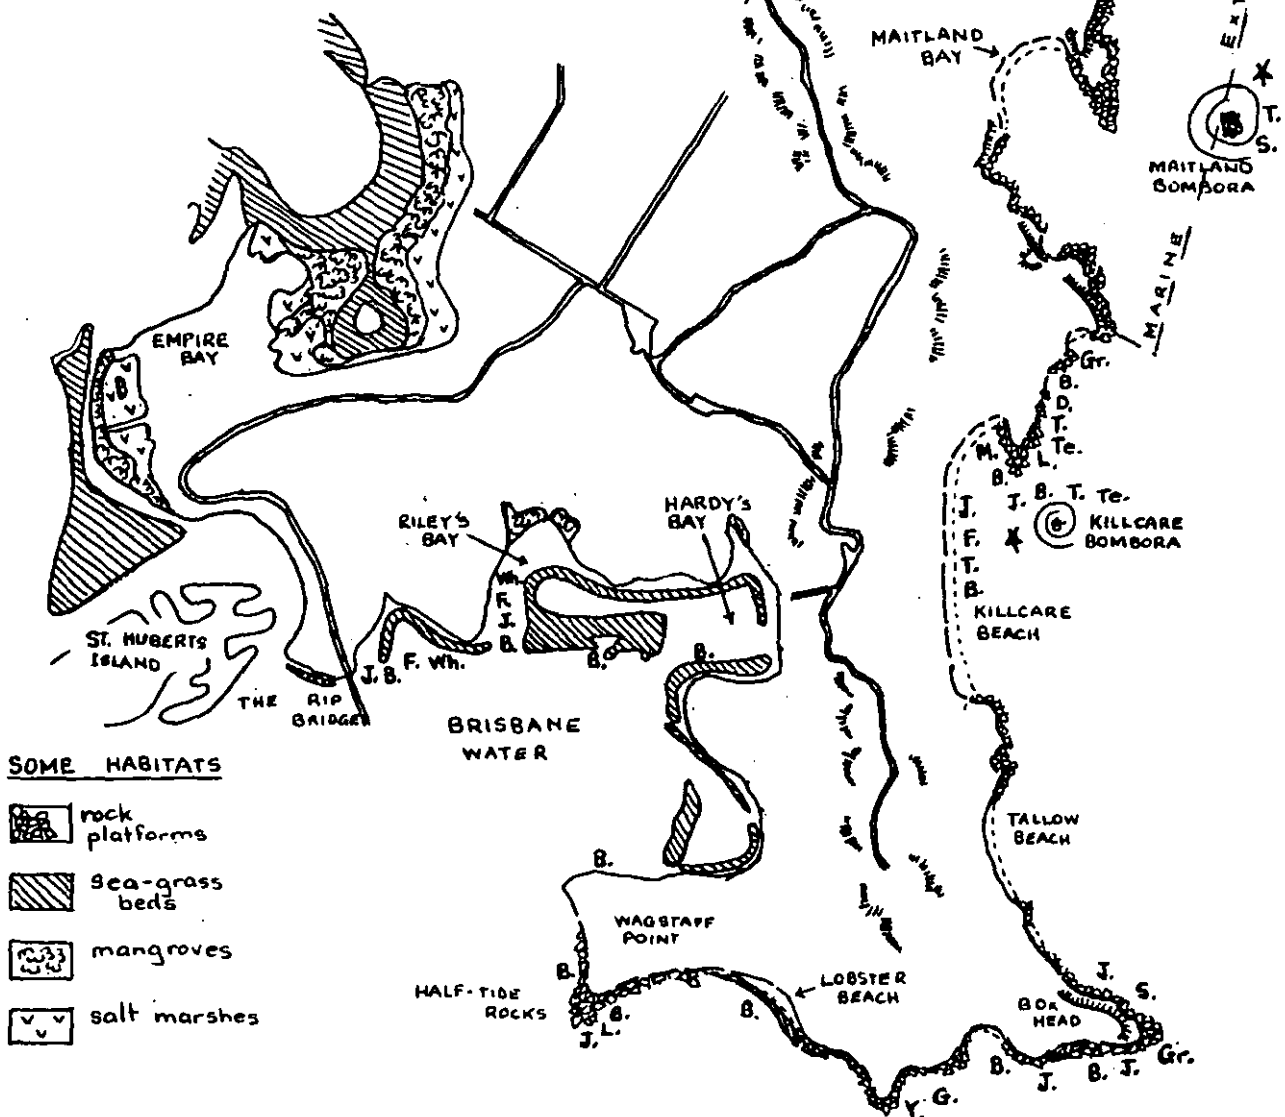 MAITLAND
BAY
EXT
T.
S.
MAITLAND
BOMBORA
MARINE
EMPIRE
BAY
B
Gr.
B.
D.
T.
Te.
M.
L.
B.
J. B. T. Te.
KILLCARE
BOMBORA
J.
F.
T.
B.
KILLCARE
BEACH
RILEY'S
BAY
HARDY'S
BAY
Wh.
F.
J.
B.
B.
B.
ST. HUBERTS
ISLAND
J. B. F. Wh.
THE RIP
BRIDGE
BRISBANE
WATER
SOME HABITATS
rock
platforms
sea-grass
beds
mangroves
salt marshes
TALLOW
BEACH
B.
WAGSTAFF
POINT
B.
HALF-TIDE
ROCKS
B.
L.
J.
LOBSTER
BEACH
B.
J.
S.
BOX
HEAD
Gr.
B. J. B. J.
G.
Y.